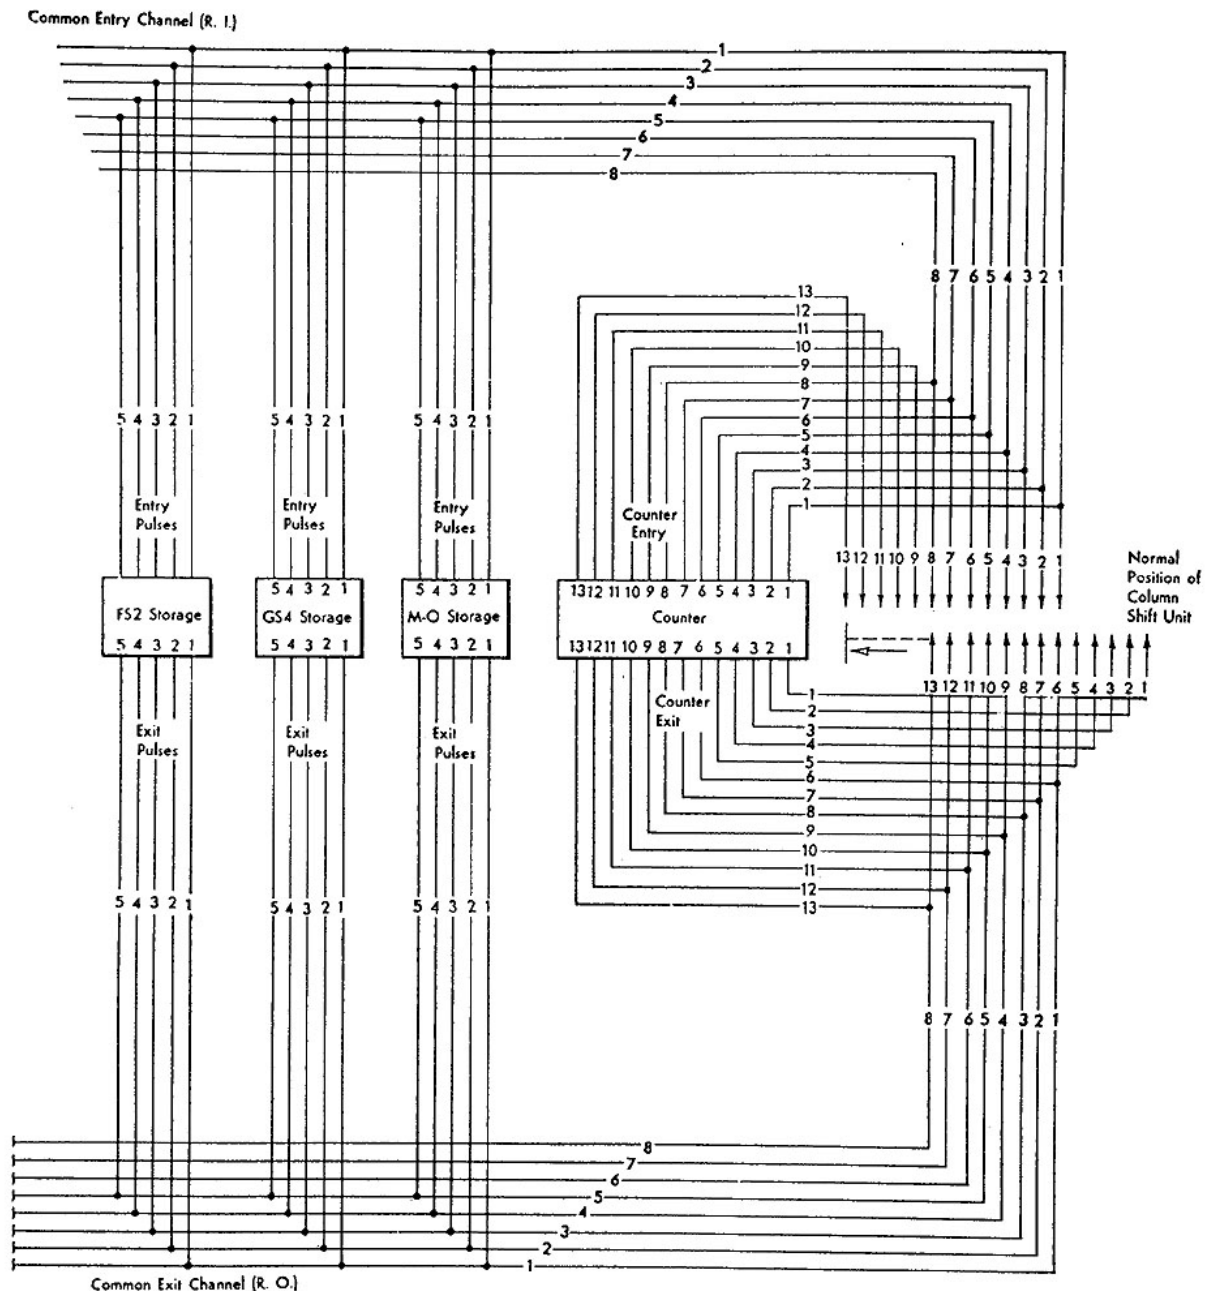 Common Entry Channel (R. I.)
1
2
3
4
5
6
7
8
8 7 6 5 4 3 2 1
13
12
11
10
9
8
7
6
5
4
3
2
1
5 4 3 2 1
5 4 3 2 1
5 4 3 2 1
Entry
Pulses
Entry
Pulses
Entry
Pulses
Counter
Entry
13 12 11 10 9 8 7 6 5 4 3 2 1
Normal
Position of
Column
Shift Unit
FS2 Storage
5 4 3 2 1
5 4 3 2 1
GS4 Storage
5 4 3 2 1
5 4 3 2 1
M-O Storage
5 4 3 2 1
13 12 11 10 9 8 7 6 5 4 3 2 1
Counter
13 12 11 10 9 8 7 6 5 4 3 2 1
13 12 11 10 9 8 7 6 5 4 3 2 1
Exit
Pulses
Exit
Pulses
Exit
Pulses
Counter
Exit
1
2
3
4
5
6
7
8
9
10
11
12
13
5 4 3 2 1
5 4 3 2 1
5 4 3 2 1
8 7 6 5 4 3 2 1
8
7
6
5
4
3
2
1
Common Exit Channel (R. O.)